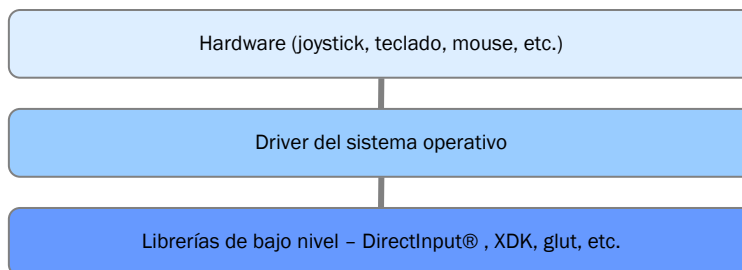 Hardware (joystick, teclado, mouse, etc.)
Driver del sistema operativo
Librerías de bajo nivel – DirectInput® , XDK, glut, etc.